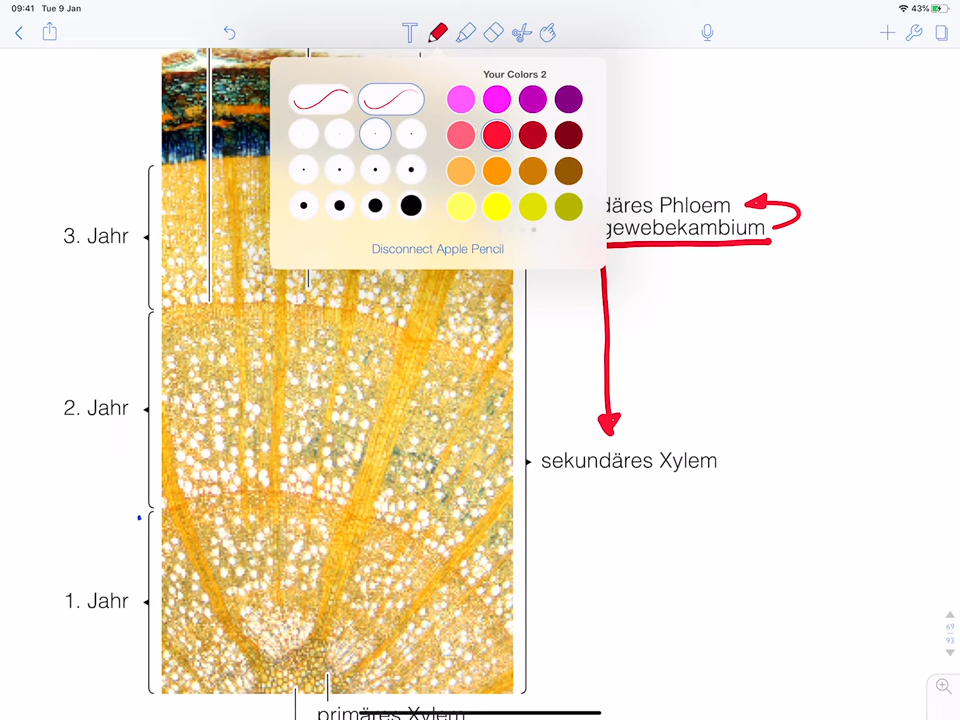 09:41 Tue 9 Jan
43%
T
Your Colors 2
Disconnect Apple Pencil
däres Phloem
gewebekambium
3. Jahr
2. Jahr
sekundäres Xylem
1. Jahr
69
93
primäres Xylem